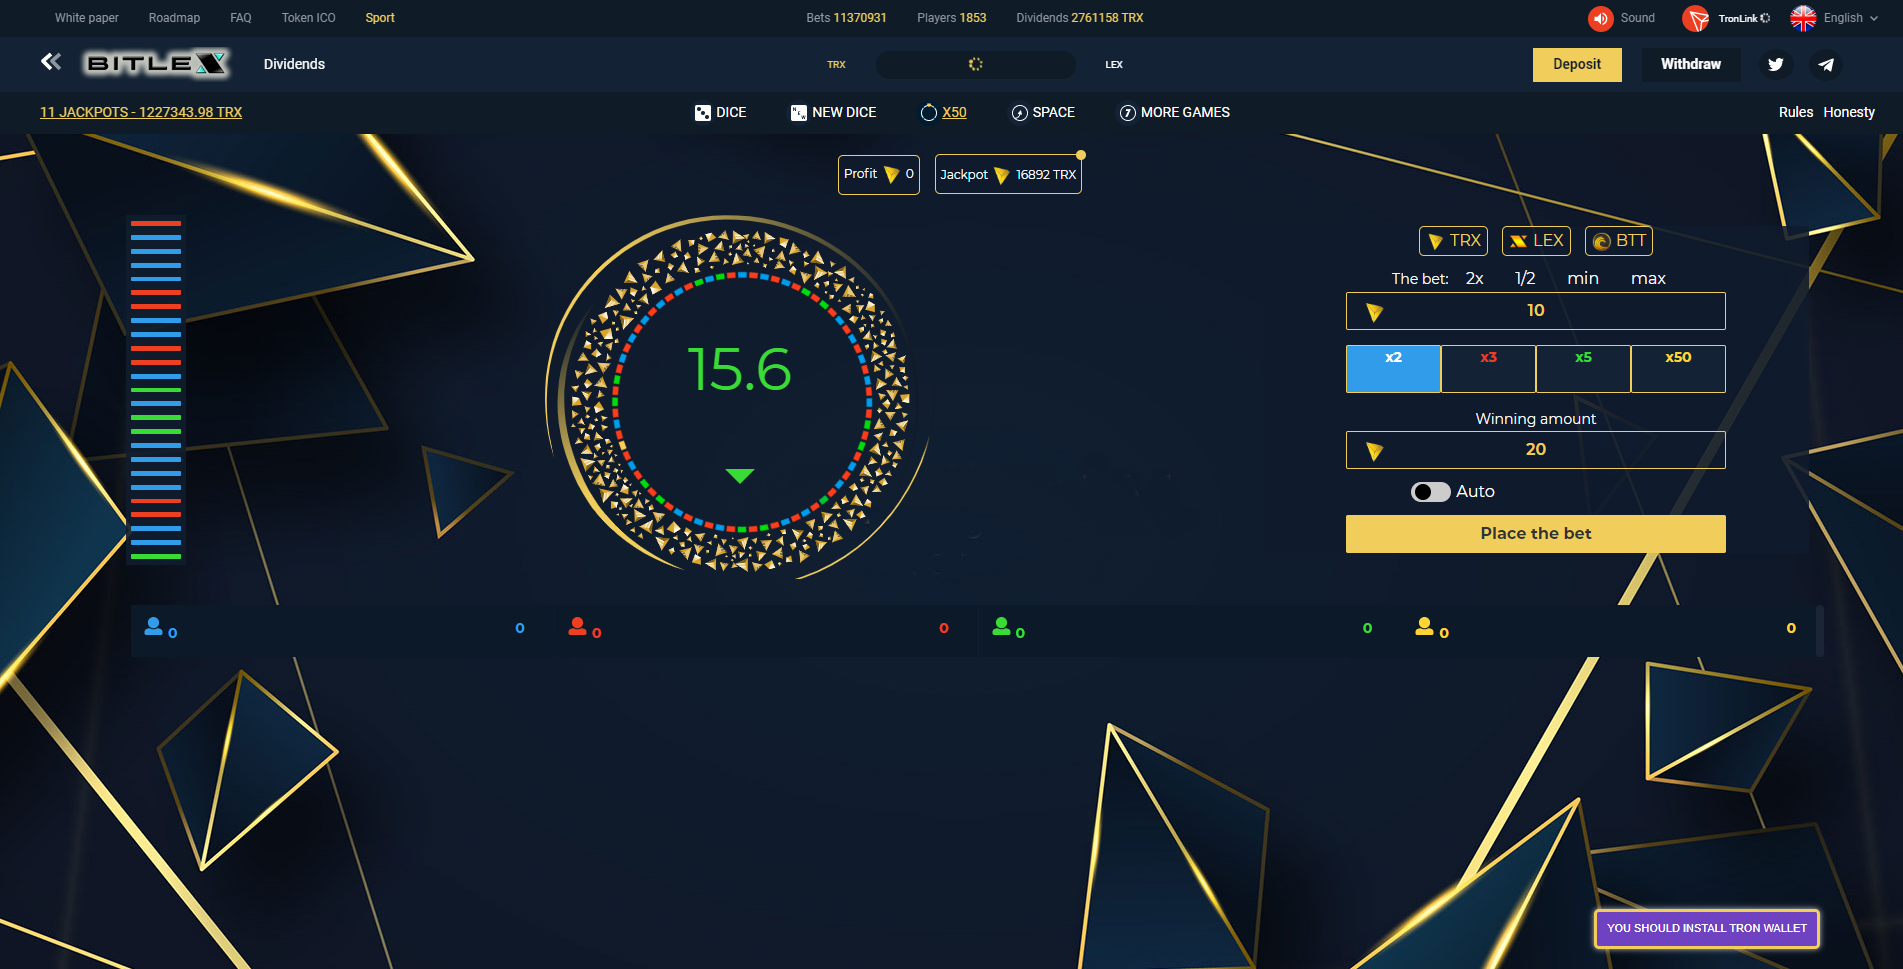 White paper Roadmap FAQ Token ICO Sport Bets 11370931 Players 1853 Dividends 2761158 TRX Sound TronLink English
BITLEX Dividends TRX LEX Deposit Withdraw
11 JACKPOTS - 1227343.98 TRX DICE NEW DICE X50 SPACE 7 MORE GAMES Rules Honesty
Profit 0 Jackpot 16892 TRX
TRX LEX BTT
The bet: 2x 1/2 min max
10
x2 x3 x5 x50
15.6
Winning amount
20
Auto
Place the bet
0 0 0 0 0 0 0 0
YOU SHOULD INSTALL TRON WALLET